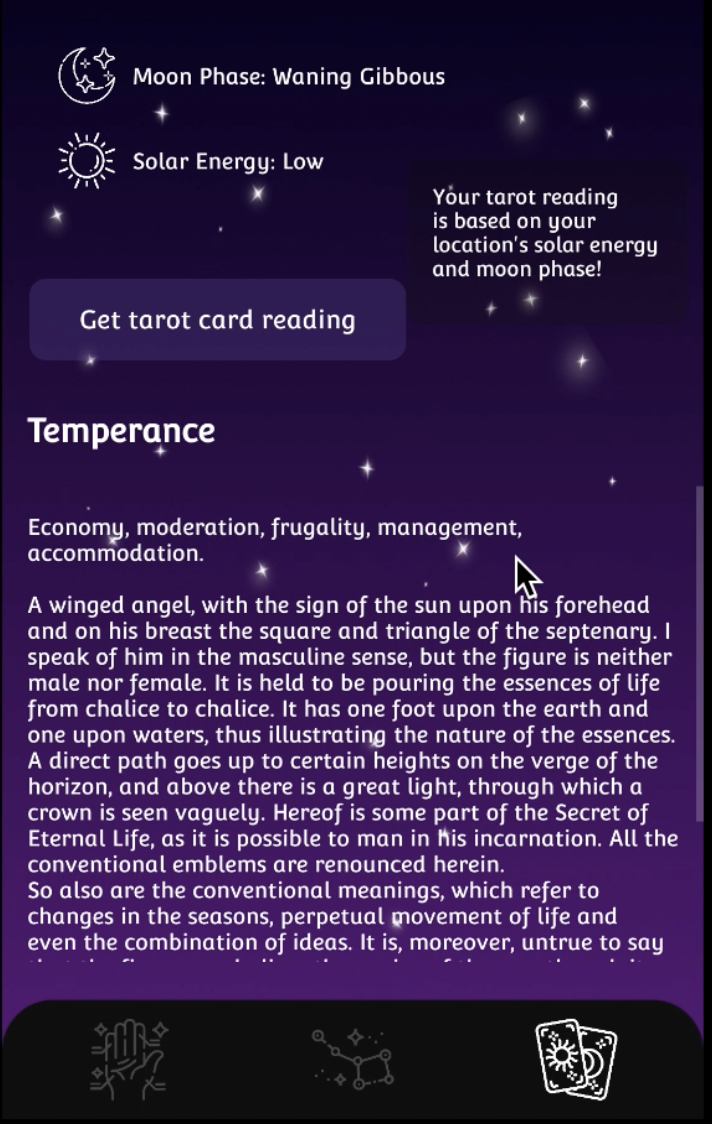 Moon Phase: Waning Gibbous
Solar Energy: Low
Your tarot reading
is based on your
location's solar energy
and moon phase!
Get tarot card reading
Temperance
Economy, moderation, frugality, management,
accommodation.
A winged angel, with the sign of the sun upon his forehead
and on his breast the square and triangle of the septenary. I
speak of him in the masculine sense, but the figure is neither
male nor female. It is held to be pouring the essences of life
from chalice to chalice. It has one foot upon the earth and
one upon waters, thus illustrating the nature of the essences.
A direct path goes up to certain heights on the verge of the
horizon, and above there is a great light, through which a
crown is seen vaguely. Hereof is some part of the Secret of
Eternal Life, as it is possible to man in his incarnation. All the
conventional emblems are renounced herein.
So also are the conventional meanings, which refer to
changes in the seasons, perpetual movement of life and
even the combination of ideas. It is, moreover, untrue to say